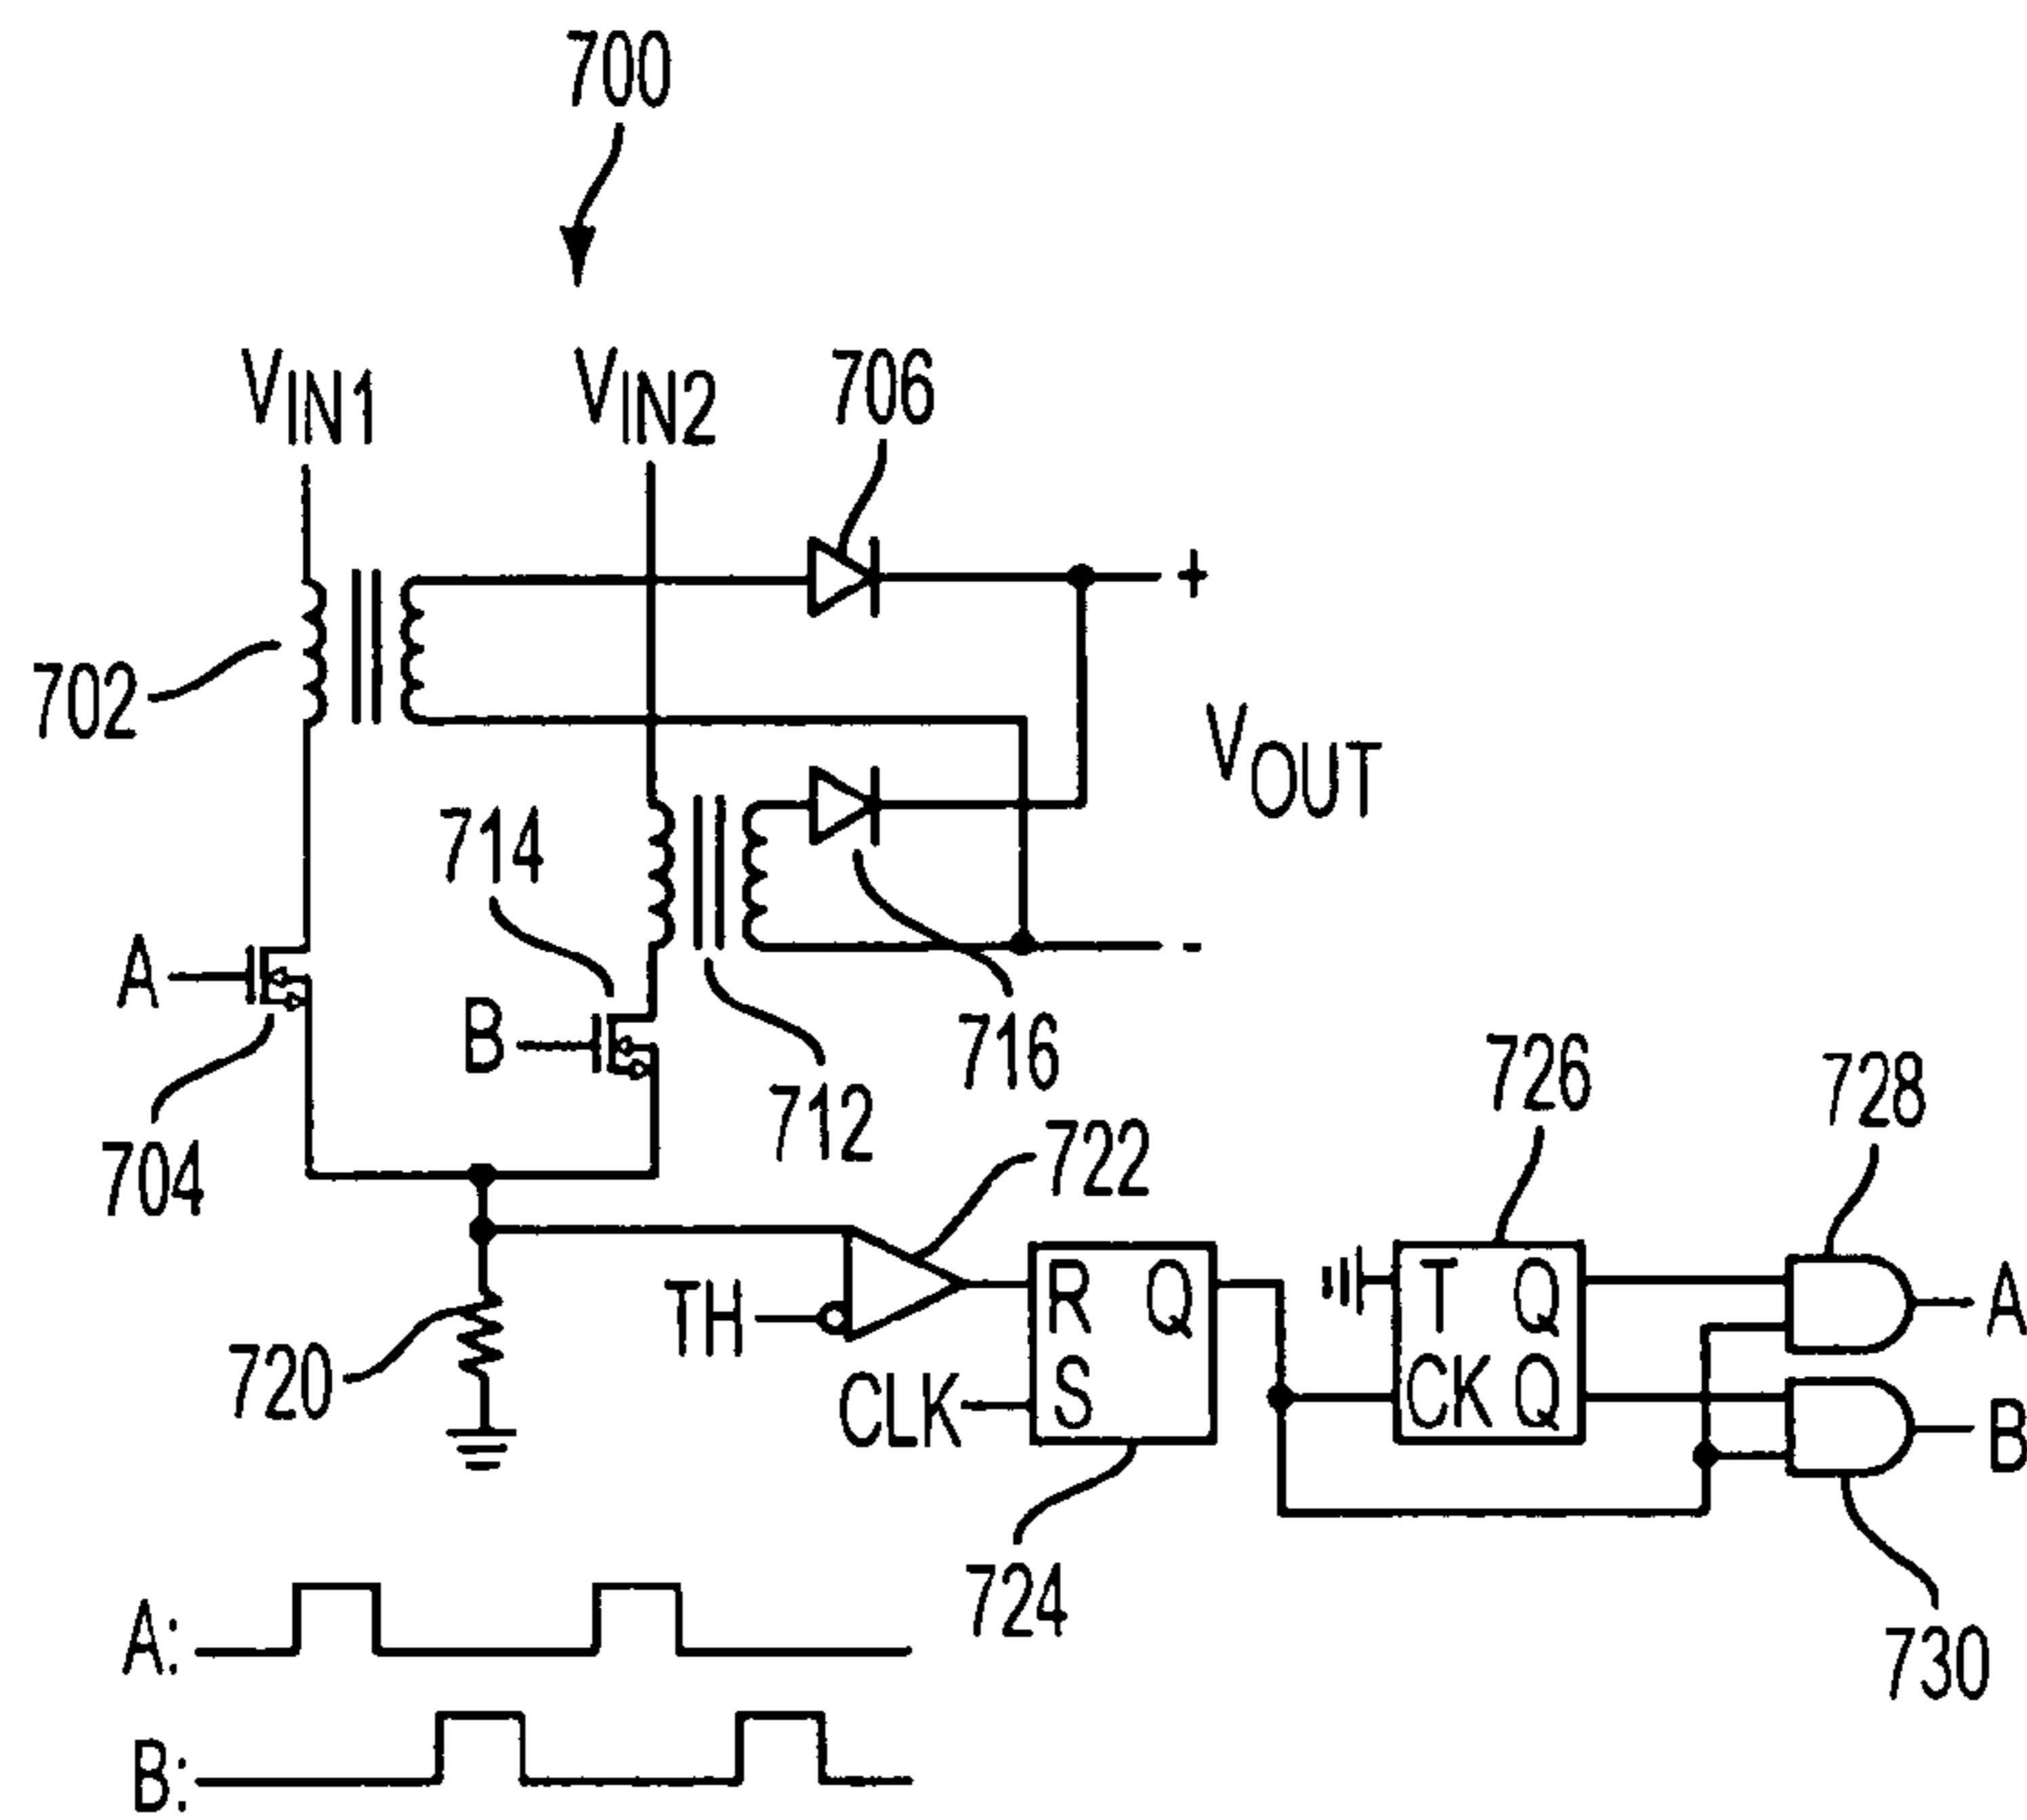 700
VIN1
VIN2
706
702
VOUT
+
714
A
B
-
716
712
704
722
726
728
TH
720
R Q
S
CLK
T Q
CK Q
A
B
724
730
A:
B: